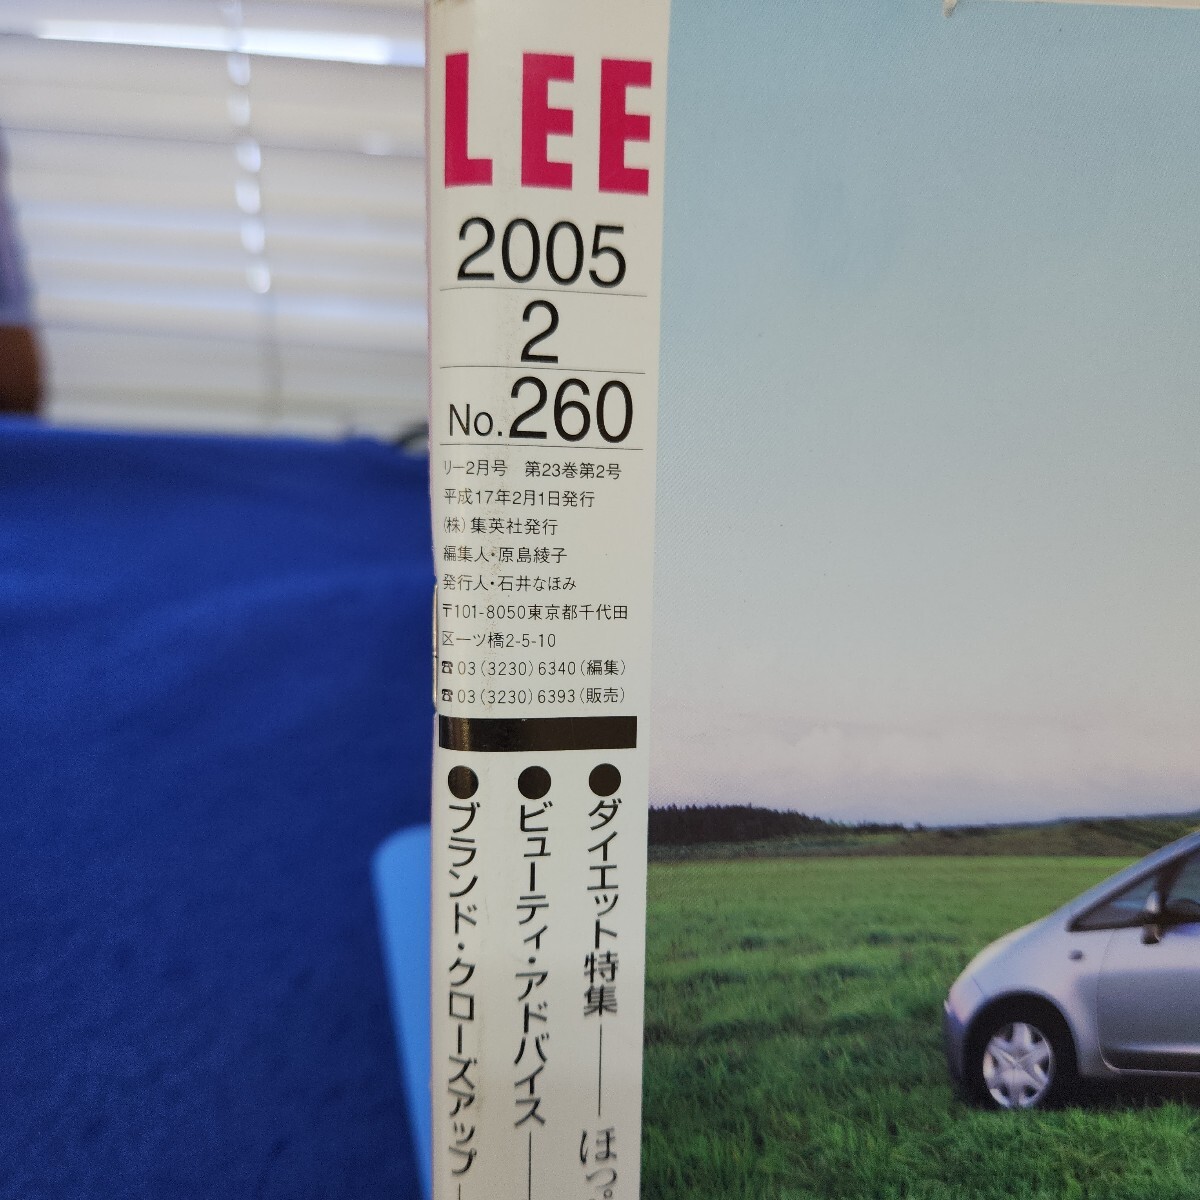 LEE
2005
2
No.260
リー2月号　第23巻第2号
平成17年2月1日発行
(株)集英社発行
編集人・原島綾子
発行人・石井なほみ
〒101-8050東京都千代田
区一ツ橋2-5-10
☎03(3230)6340(編集)
☎03(3230)6393(販売)
●ダイエット特集――ほっ
●ビューティ・アドバイス―
●ブランド・クローズアップ―